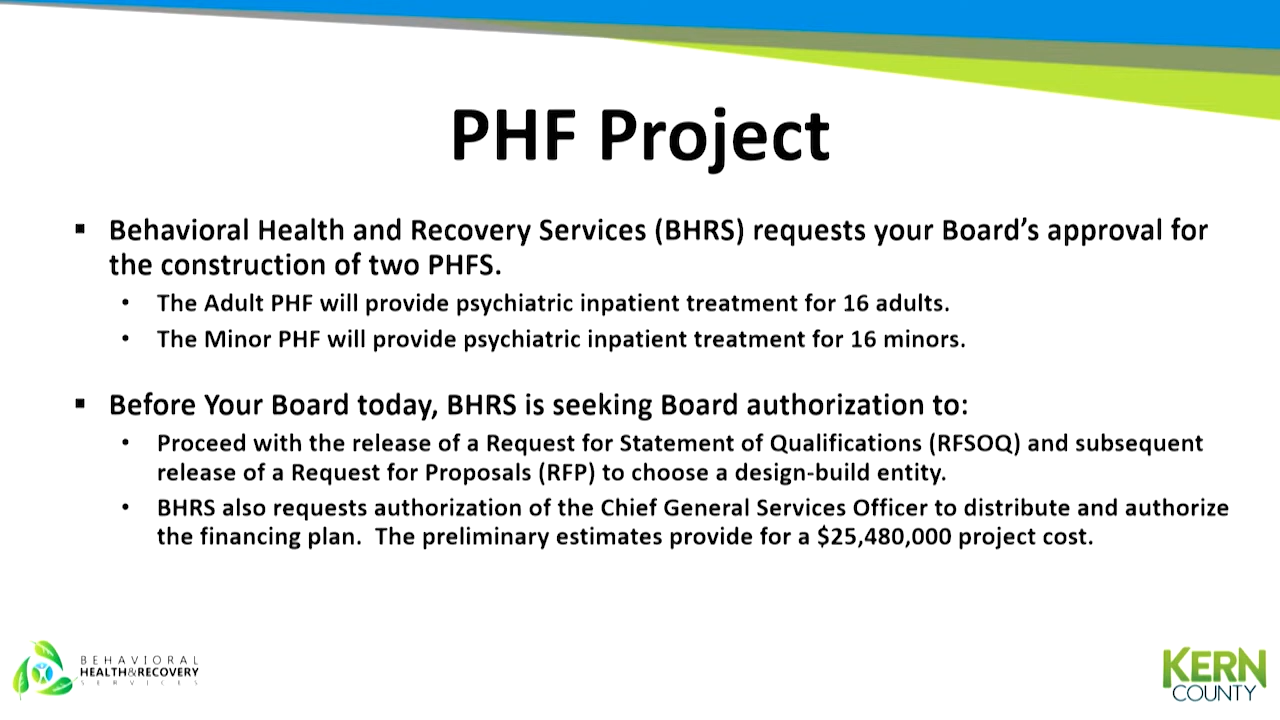 PHF Project
▪ Behavioral Health and Recovery Services (BHRS) requests your Board’s approval for
the construction of two PHFS.
• The Adult PHF will provide psychiatric inpatient treatment for 16 adults.
• The Minor PHF will provide psychiatric inpatient treatment for 16 minors.
▪ Before Your Board today, BHRS is seeking Board authorization to:
• Proceed with the release of a Request for Statement of Qualifications (RFSOQ) and subsequent
release of a Request for Proposals (RFP) to choose a design-build entity.
• BHRS also requests authorization of the Chief General Services Officer to distribute and authorize
the financing plan.  The preliminary estimates provide for a $25,480,000 project cost.
BEHAVIORAL
HEALTH&RECOVERY
SERVICES
KERN
COUNTY